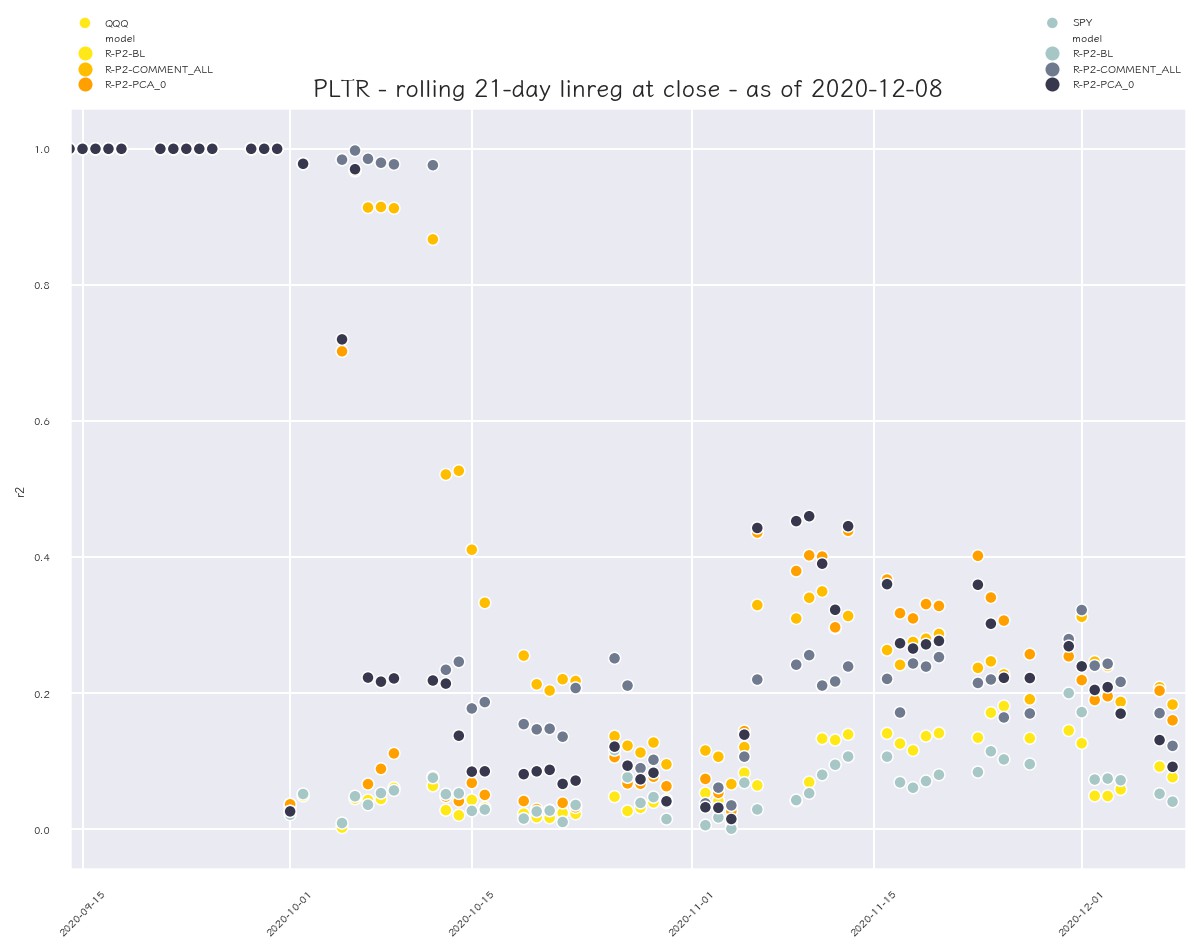 QQQ
model
R-P2-BL
R-P2-COMMENT_ALL
R-P2-PCA_0
SPY
model
R-P2-BL
R-P2-COMMENT_ALL
R-P2-PCA_0
PLTR - rolling 21-day linreg at close - as of 2020-12-08
r2
1.0
0.8
0.6
0.4
0.2
0.0
2020-09-15
2020-10-01
2020-10-15
2020-11-01
2020-11-15
2020-12-01